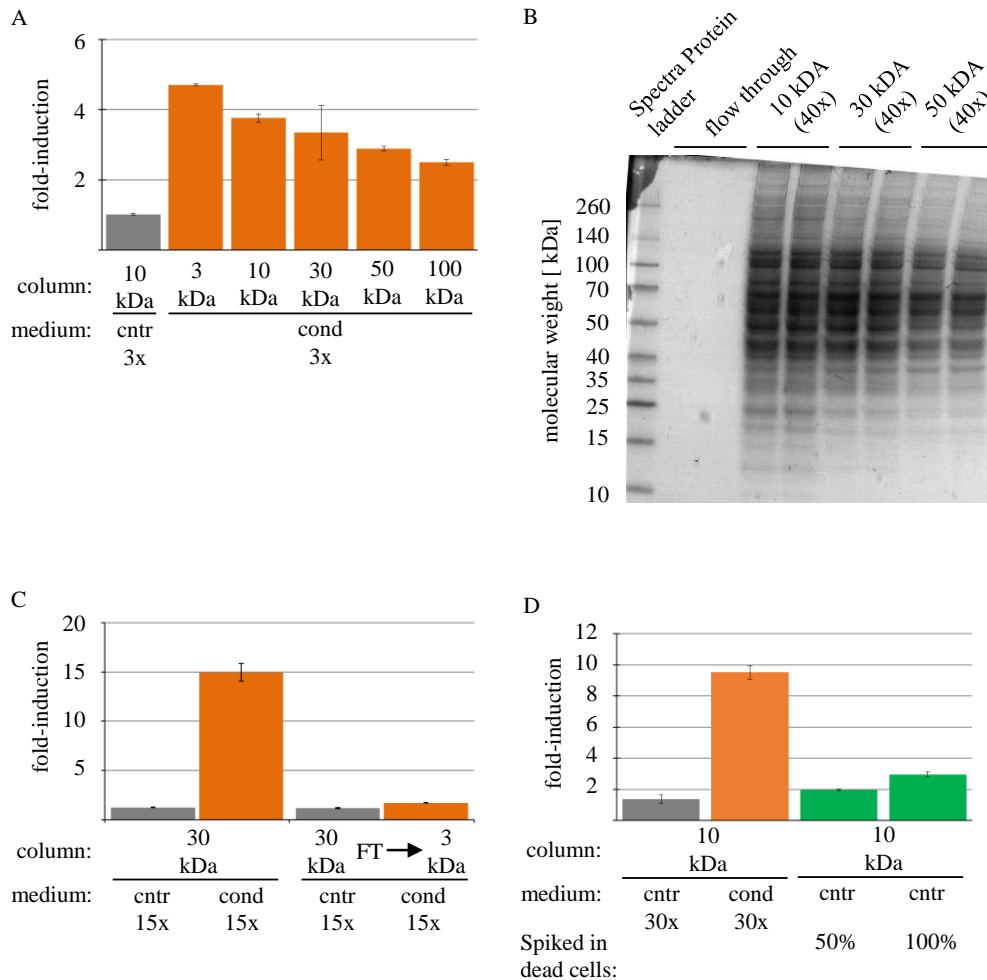 A
fold-induction
6
4
2
column:
10 kDa
3 kDa
10 kDa
30 kDa
50 kDa
100 kDa
medium:
cntr 3x
cond 3x
B
Spectra Protein ladder
flow through
10 kDA (40x)
30 kDA (40x)
50 kDA (40x)
molecular weight [ kDa)
260
140
100
70
50
40
35
25
15
10
C
fold-induction
20
15
10
5
column:
30 kDa
30 kDa
FT
3 kDa
medium:
cntr 15x
cond 15x
cntr 15x
cond 15x
D
fold-induction
12
10
8
6
4
2
column:
10 kDa
10 kDa
medium:
cntr 30x
cond 30x
cntr
cntr
Spiked in dead cells:
50%
100%